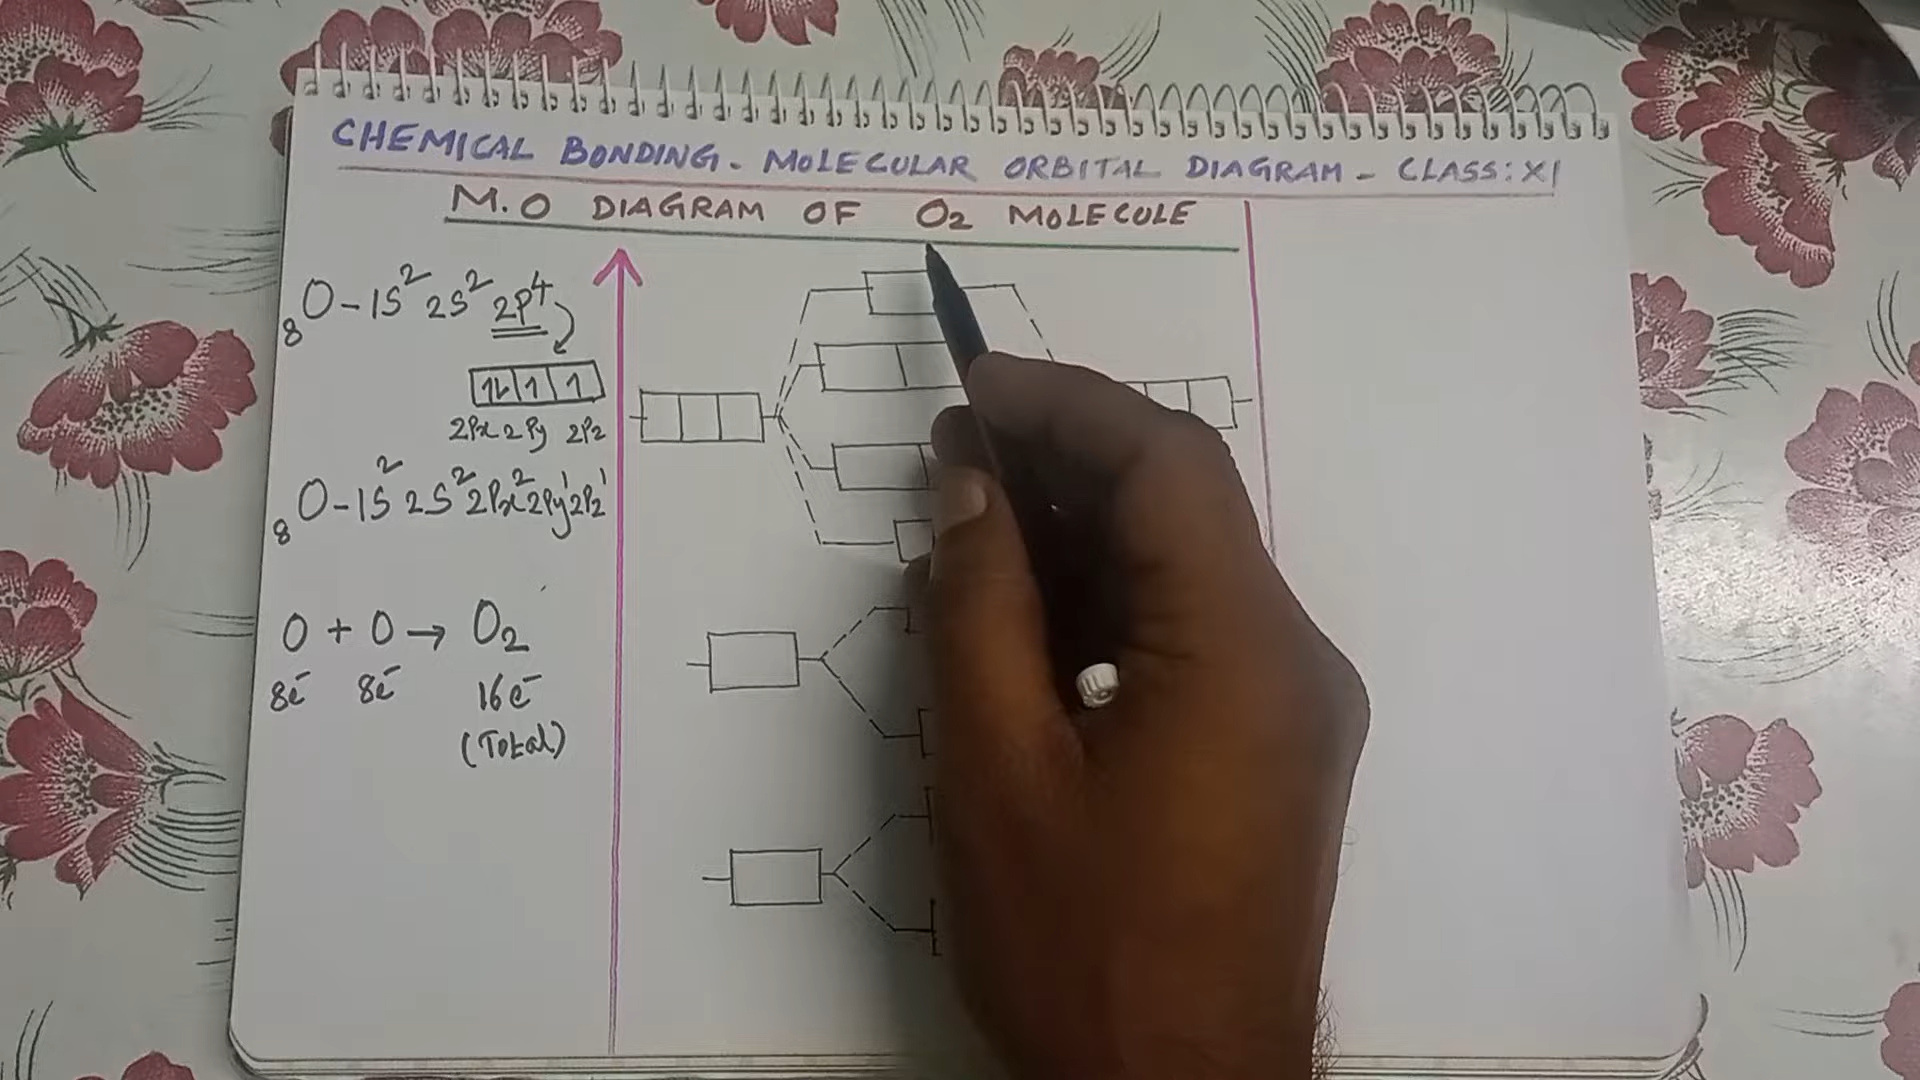 CHEMICAL BONDING - MOLECULAR ORBITAL DIAGRAM - CLASS: XI
M.O DIAGRAM OF O2 MOLECULE
8O - 1S² 2S² 2P⁴
1L 1 1
2Px 2Py 2Pz
8O - 1S² 2S² 2Px² 2Py¹ 2Pz¹
O + O → O2
8e⁻ 8e⁻ 16e⁻
(Total)